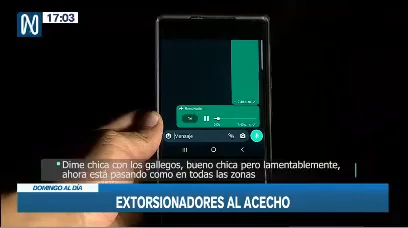 N 17:03
1x
Mensaje
Dime chica con los gallegos, bueno chica pero lamentablemente,
ahora está pasando como en todas las zonas
DOMINGO AL DÍA
EXTORSIONADORES AL ACECHO